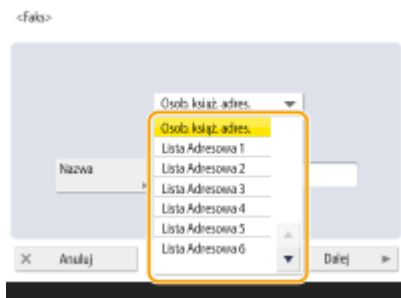 <Faks>
Osob. książ. adres.
Osob. książ. adres.
Lista Adresowa 1
Lista Adresowa 2
Nazwa
Lista Adresowa 3
Lista Adresowa 4
Lista Adresowa 5
Lista Adresowa 6
Anuluj
Dalej